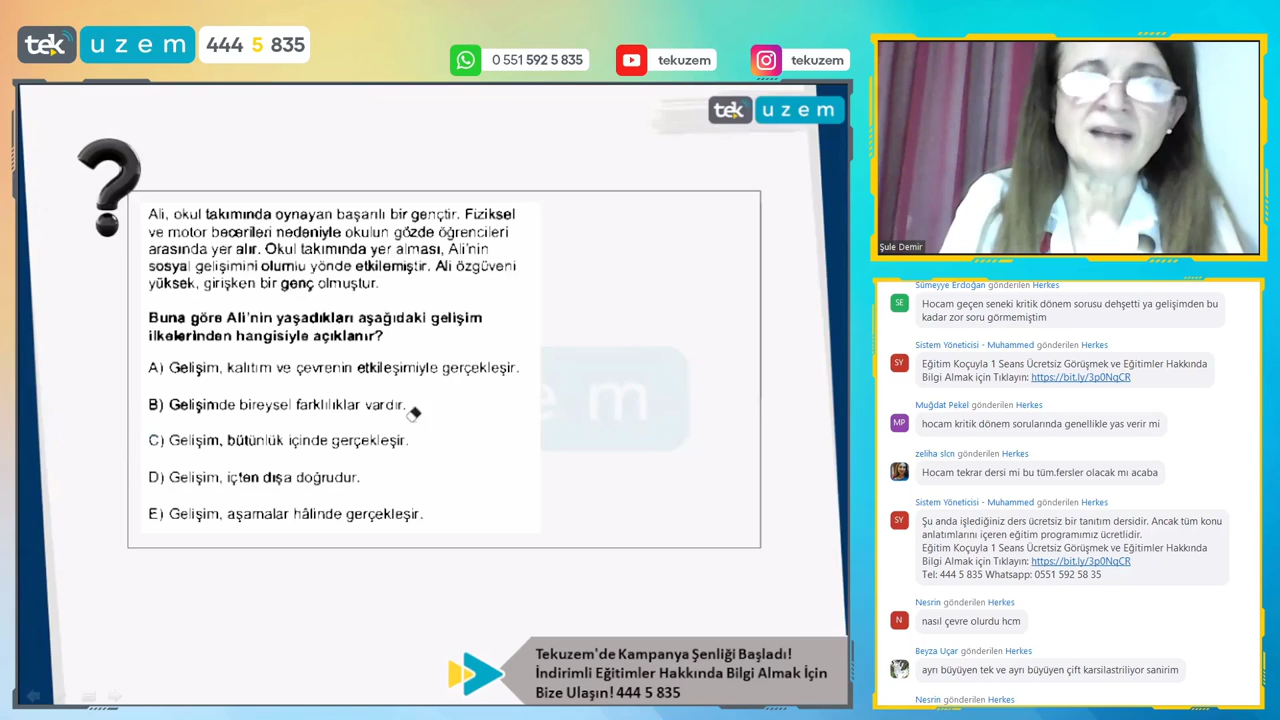 tek uzem 444 5 835
0 551 592 5 835
tekuzem
tekuzem
tek uzem
Ali, okul takımında oynayan başarılı bir gençtir. Fiziksel
ve motor becerileri nedeniyle okulun gözde öğrencileri
arasında yer alır. Okul takımında yer alması, Ali'nin
sosyal gelişimini olumlu yönde etkilemiştir. Ali özgüveni
yüksek, girişken bir genç olmuştur.
Buna göre Ali'nin yaşadıkları aşağıdaki gelişim
ilkelerinden hangisiyle açıklanır?
A) Gelişim, kalıtım ve çevrenin etkileşimiyle gerçekleşir.
B) Gelişimde bireysel farklılıklar vardır.
C) Gelişim, bütünlük içinde gerçekleşir.
D) Gelişim, içten dışa doğrudur.
E) Gelişim, aşamalar hâlinde gerçekleşir.
e m
Tekuzem'de Kampanya Şenliği Başladı!
İndirimli Eğitimler Hakkında Bilgi Almak İçin
Bize Ulaşın! 444 5 835
Şule Demir
Sümeyye Erdoğan gönderilen Herkes
SE
Hocam geçen seneki kritik dönem sorusu dehşetti ya gelişimden bu
kadar zor soru görmemiştim
Sistem Yöneticisi - Muhammed gönderilen Herkes
SY
Eğitim Koçuyla 1 Seans Ücretsiz Görüşmek ve Eğitimler Hakkında
Bilgi Almak için Tıklayın: https://bit.ly/3p0NqCR
Muğdat Pekel gönderilen Herkes
MP
hocam kritik dönem sorularında genellikle yas verir mi
zeliha slcn gönderilen Herkes
Hocam tekrar dersi mi bu tüm.fersler olacak mı acaba
Sistem Yöneticisi - Muhammed gönderilen Herkes
SY
Şu anda işlediğiniz ders ücretsiz bir tanıtım dersidir. Ancak tüm konu
anlatımlarını içeren eğitim programımız ücretlidir.
Eğitim Koçuyla 1 Seans Ücretsiz Görüşmek ve Eğitimler Hakkında
Bilgi Almak için Tıklayın: https://bit.ly/3p0NqCR
Tel: 444 5 835 Whatsapp: 0551 592 58 35
Nesrin gönderilen Herkes
N
nasıl çevre olurdu hcm
Beyza Uçar gönderilen Herkes
ayrı büyüyen tek ve ayrı büyüyen çift karsilastriliyor sanirim
Nesrin gönderilen Herkes